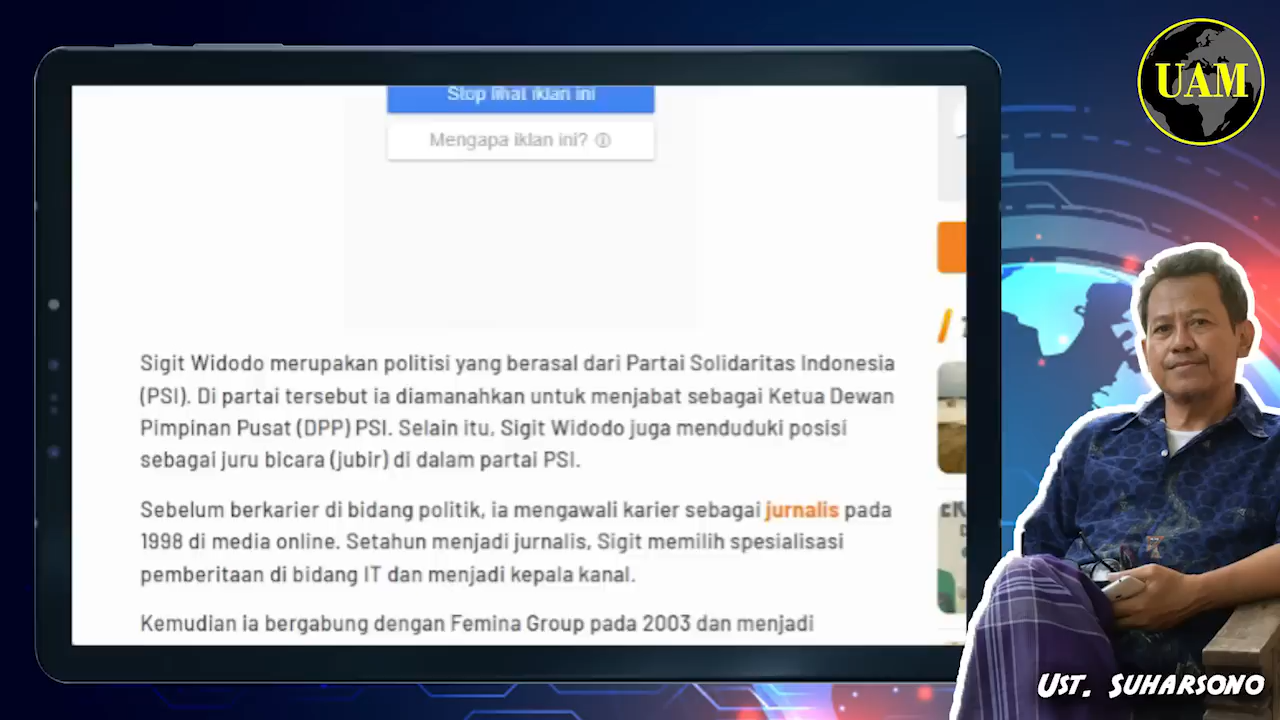 UAM
Stop lihat iklan ini
Mengapa iklan ini?
Sigit Widodo merupakan politisi yang berasal dari Partai Solidaritas Indonesia
(PSI). Di partai tersebut ia diamanahkan untuk menjabat sebagai Ketua Dewan
Pimpinan Pusat (DPP) PSI. Selain itu, Sigit Widodo juga menduduki posisi
sebagai juru bicara (jubir) di dalam partai PSI.
Sebelum berkarier di bidang politik, ia mengawali karier sebagai jurnalis pada
1998 di media online. Setahun menjadi jurnalis, Sigit memilih spesialisasi
pemberitaan di bidang IT dan menjadi kepala kanal.
Kemudian ia bergabung dengan Femina Group pada 2003 dan menjadi
UST. SUHARSONO